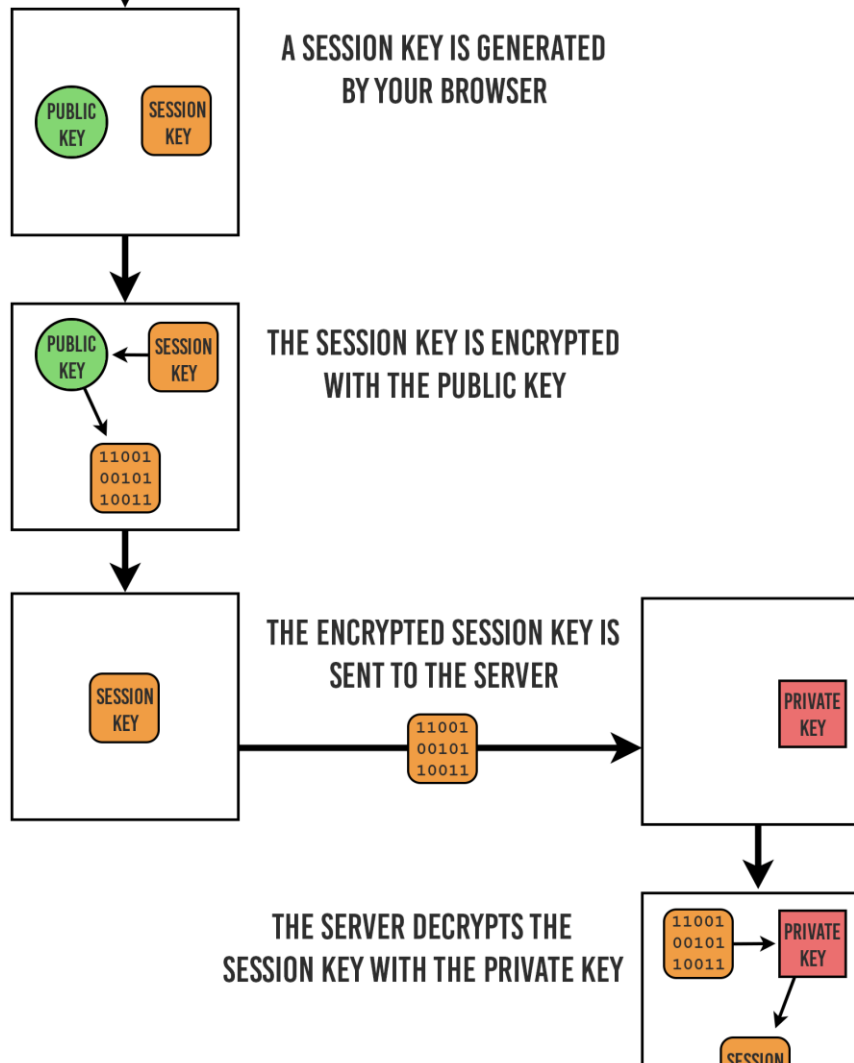 A SESSION KEY IS GENERATED
BY YOUR BROWSER
PUBLIC
KEY
SESSION
KEY
THE SESSION KEY IS ENCRYPTED
WITH THE PUBLIC KEY
PUBLIC
KEY
SESSION
KEY
11001
00101
10011
THE ENCRYPTED SESSION KEY IS
SENT TO THE SERVER
SESSION
KEY
11001
00101
10011
PRIVATE
KEY
THE SERVER DECRYPTS THE
SESSION KEY WITH THE PRIVATE KEY
11001
00101
10011
PRIVATE
KEY
SESSION